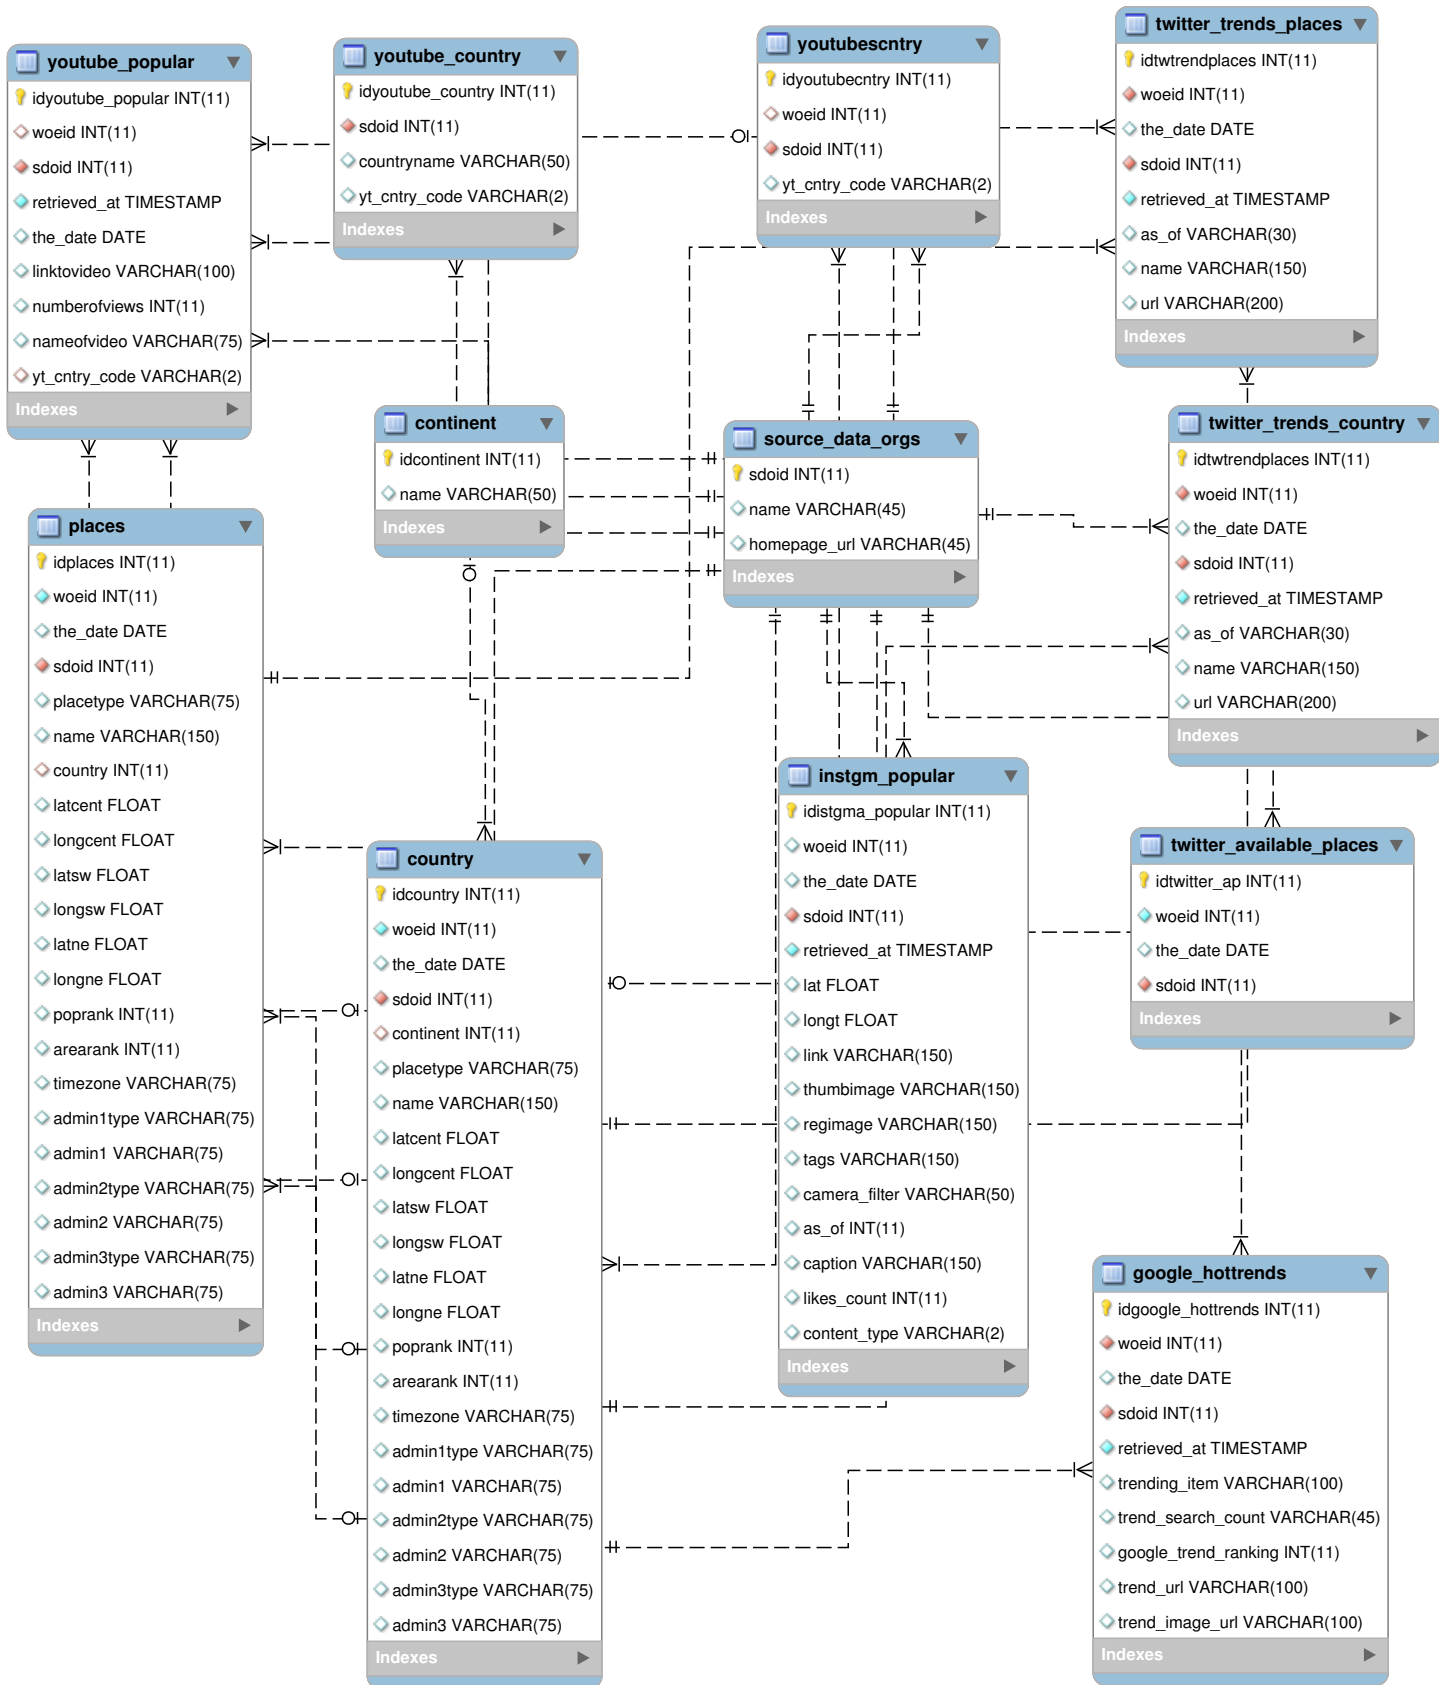 youtube_popular
idyoutube_popular INT(11)
woeid INT(11)
sdoid INT(11)
retrieved_at TIMESTAMP
the_date DATE
linktovideo VARCHAR(100)
numberofviews INT(11)
nameofvideo VARCHAR(75)
yt_cntry_code VARCHAR(2)
Indexes
youtube_country
idyoutube_country INT(11)
sdoid INT(11)
countryname VARCHAR(50)
yt_cntry_code VARCHAR(2)
Indexes
youtubescntry
idyoutubecntry INT(11)
woeid INT(11)
sdoid INT(11)
yt_cntry_code VARCHAR(2)
Indexes
twitter_trends_places
idtwtrendplaces INT(11)
woeid INT(11)
the_date DATE
sdoid INT(11)
retrieved_at TIMESTAMP
as_of VARCHAR(30)
name VARCHAR(150)
url VARCHAR(200)
Indexes
continent
idcontinent INT(11)
name VARCHAR(50)
Indexes
source_data_orgs
sdoid INT(11)
name VARCHAR(45)
homepage_url VARCHAR(45)
Indexes
twitter_trends_country
idtwtrendplaces INT(11)
woeid INT(11)
the_date DATE
sdoid INT(11)
retrieved_at TIMESTAMP
as_of VARCHAR(30)
name VARCHAR(150)
url VARCHAR(200)
Indexes
places
idplaces INT(11)
woeid INT(11)
the_date DATE
sdoid INT(11)
placetype VARCHAR(75)
name VARCHAR(150)
country INT(11)
latcent FLOAT
longcent FLOAT
latsw FLOAT
longsw FLOAT
latne FLOAT
longne FLOAT
poprank INT(11)
arearank INT(11)
timezone VARCHAR(75)
admin1type VARCHAR(75)
admin1 VARCHAR(75)
admin2type VARCHAR(75)
admin2 VARCHAR(75)
admin3type VARCHAR(75)
admin3 VARCHAR(75)
Indexes
country
idcountry INT(11)
woeid INT(11)
the_date DATE
sdoid INT(11)
continent INT(11)
placetype VARCHAR(75)
name VARCHAR(150)
latcent FLOAT
longcent FLOAT
latsw FLOAT
longsw FLOAT
latne FLOAT
longne FLOAT
poprank INT(11)
arearank INT(11)
timezone VARCHAR(75)
admin1type VARCHAR(75)
admin1 VARCHAR(75)
admin2type VARCHAR(75)
admin2 VARCHAR(75)
admin3type VARCHAR(75)
admin3 VARCHAR(75)
Indexes
instgm_popular
idistgma_popular INT(11)
woeid INT(11)
the_date DATE
sdoid INT(11)
retrieved_at TIMESTAMP
lat FLOAT
longt FLOAT
link VARCHAR(150)
thumbimage VARCHAR(150)
regimage VARCHAR(150)
tags VARCHAR(150)
camera_filter VARCHAR(50)
as_of INT(11)
caption VARCHAR(150)
likes_count INT(11)
content_type VARCHAR(2)
Indexes
twitter_available_places
idtwitter_ap INT(11)
woeid INT(11)
the_date DATE
sdoid INT(11)
Indexes
google_hottrends
idgoogle_hottrends INT(11)
woeid INT(11)
the_date DATE
sdoid INT(11)
retrieved_at TIMESTAMP
trending_item VARCHAR(100)
trend_search_count VARCHAR(45)
google_trend_ranking INT(11)
trend_url VARCHAR(100)
trend_image_url VARCHAR(100)
Indexes